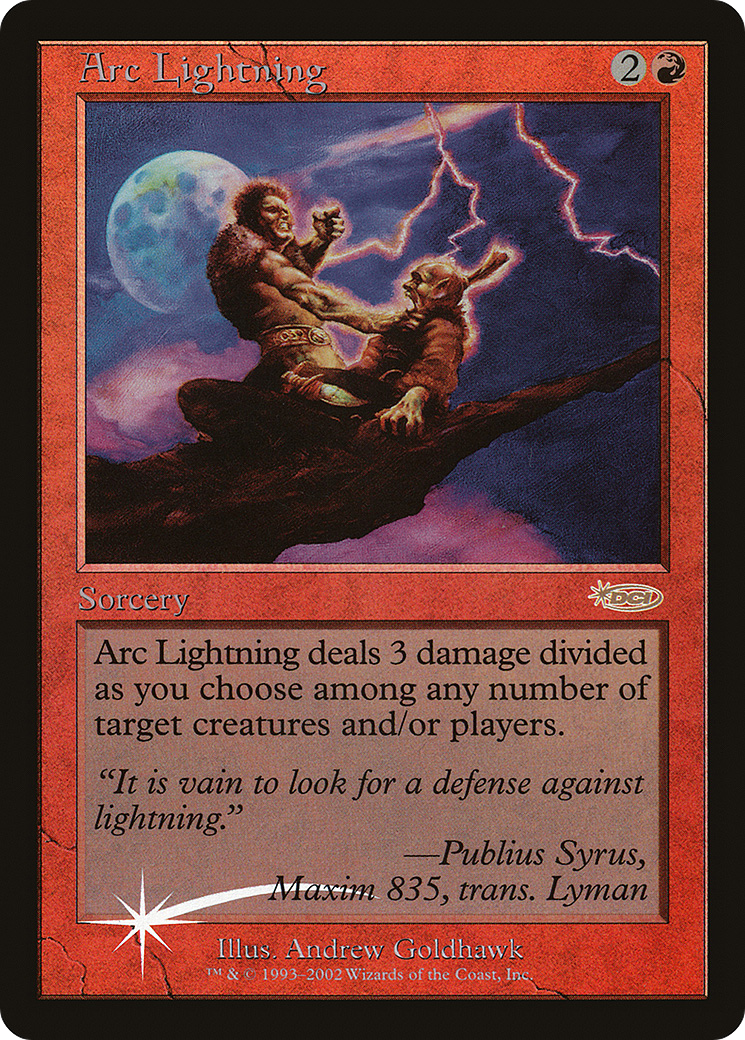 Arc Lightning 2
Sorcery DCI
Arc Lightning deals 3 damage divided
as you choose among any number of
target creatures and/or players.
“It is vain to look for a defense against
lightning.”
—Publius Syrus,
Maxim 835, trans. Lyman
Illus. Andrew Goldhawk
™ & © 1993–2002 Wizards of the Coast, Inc.